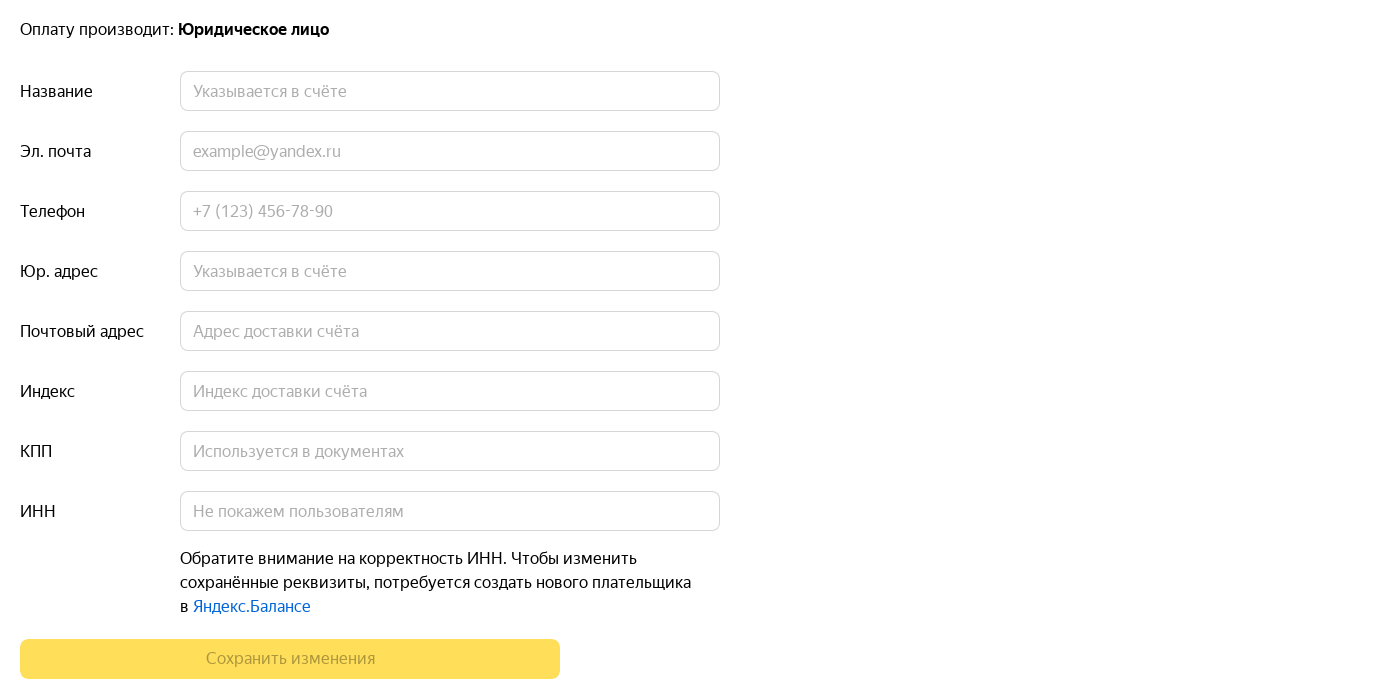 Оплату производит: Юридическое лицо
Название
Указывается в счёте
Эл. почта
example@yandex.ru
Телефон
+7 (123) 456-78-90
Юр. адрес
Указывается в счёте
Почтовый адрес
Адрес доставки счёта
Индекс
Индекс доставки счёта
КПП
Используется в документах
ИНН
Не покажем пользователям
Обратите внимание на корректность ИНН. Чтобы изменить
сохранённые реквизиты, потребуется создать нового плательщика
в Яндекс.Балансе
Сохранить изменения